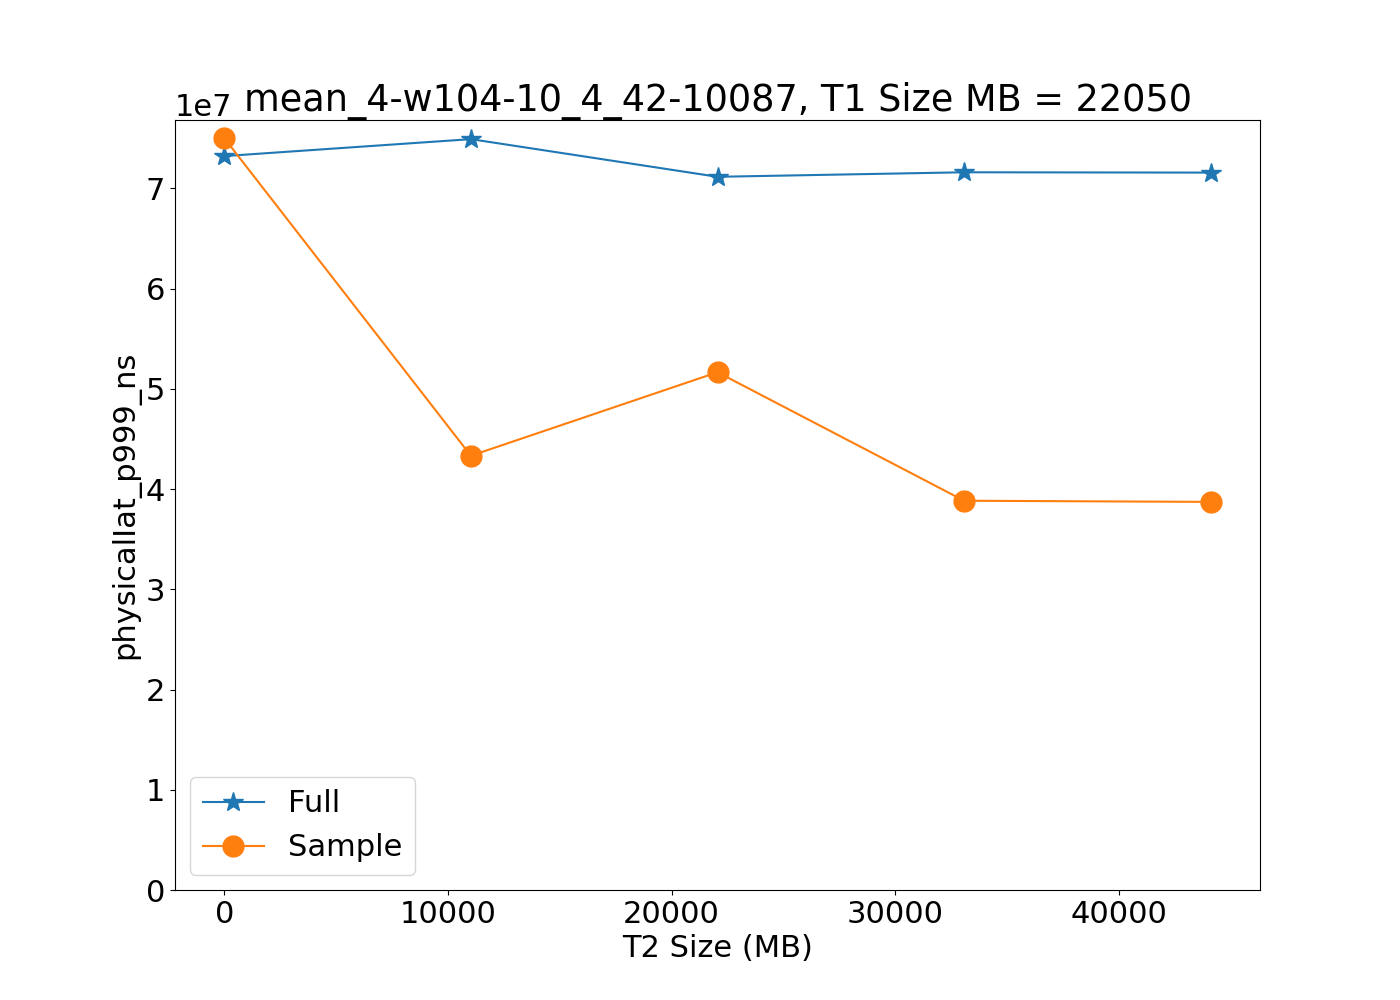 1e7
mean_4-w104-10_4_42-10087, T1 Size MB = 22050
physicallat_p999_ns
7
6
5
4
3
2
1
0
Full
Sample
0 10000 20000 30000 40000
T2 Size (MB)